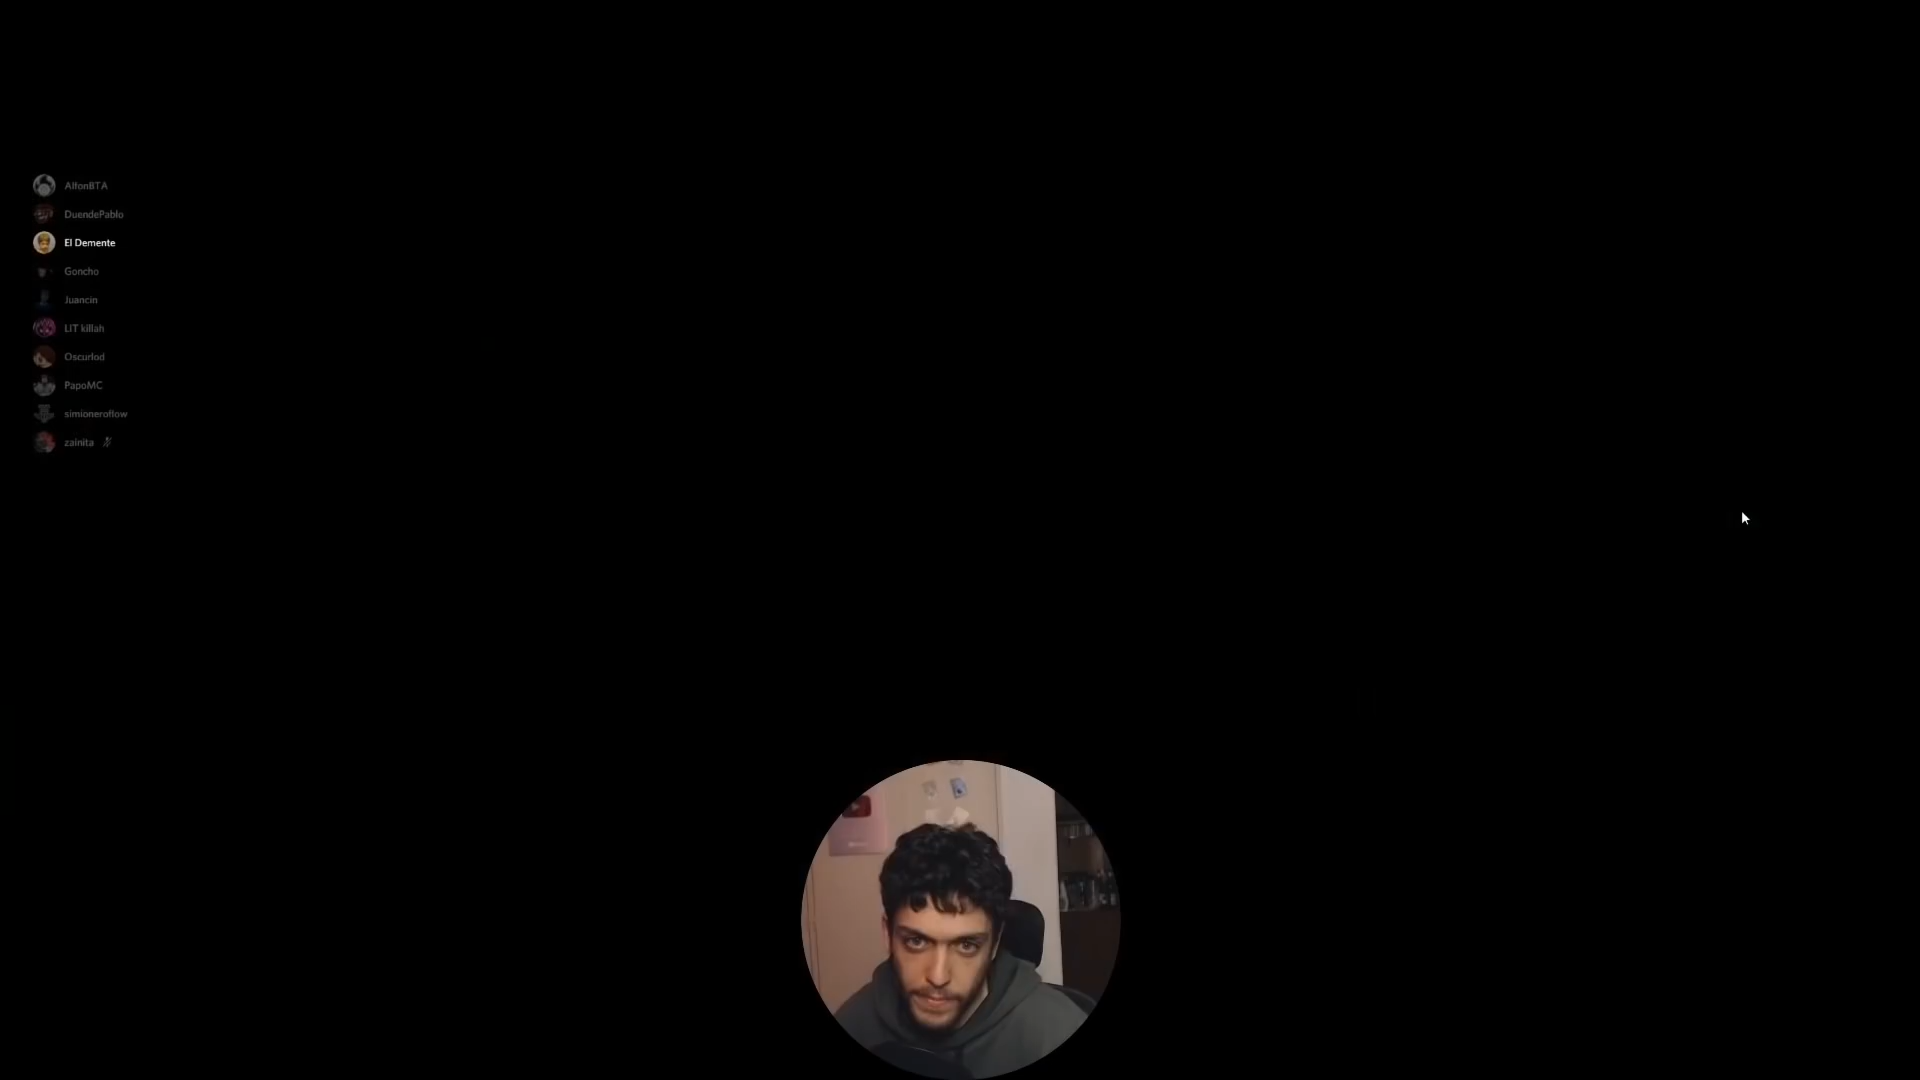 AlfonBTA
DuendePablo
El Demente
Goncho
Juancin
LIT killah
Oscurlod
PapoMC
simioneroflow
zainita